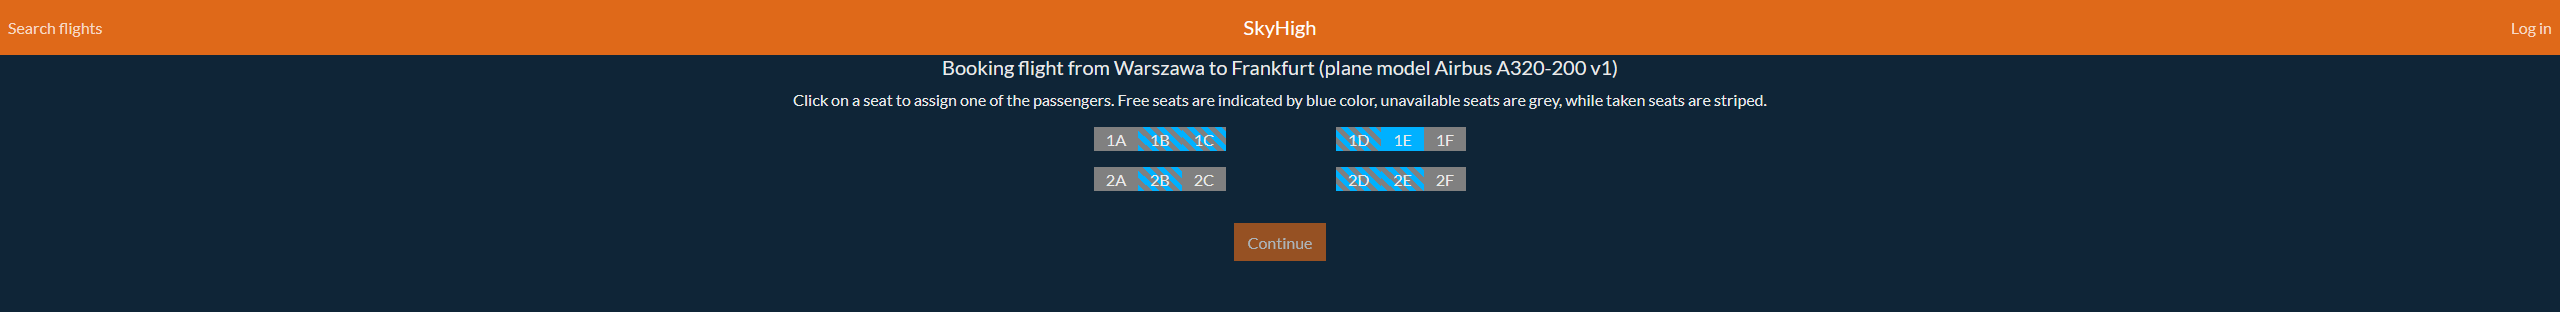 Search flights SkyHigh Log in
Booking flight from Warszawa to Frankfurt (plane model Airbus A320-200 v1)
Click on a seat to assign one of the passengers. Free seats are indicated by blue color, unavailable seats are grey, while taken seats are striped.
1A 1B 1C 1D 1E 1F
2A 2B 2C 2D 2E 2F
Continue